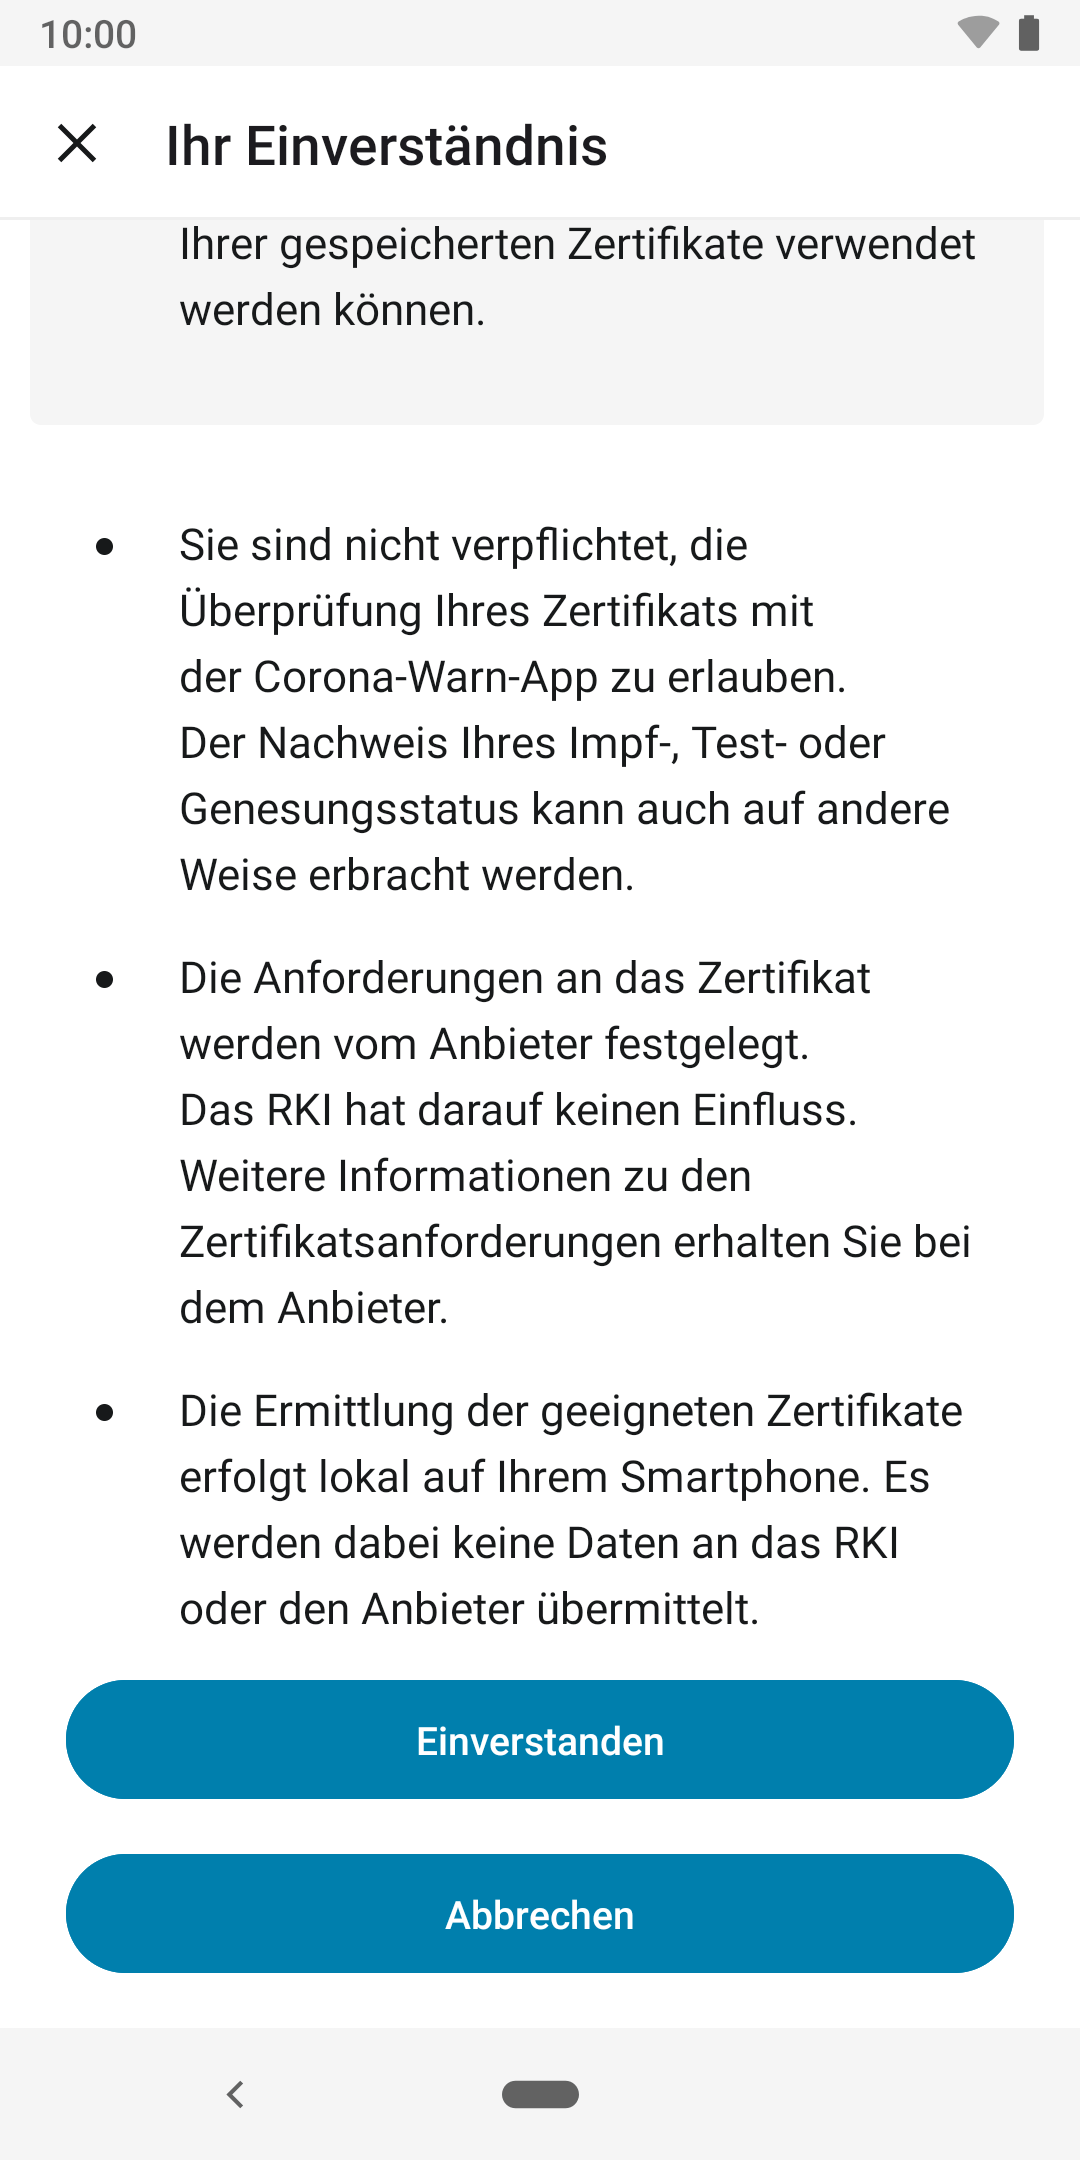 10:00
Ihr Einverständnis
Ihrer gespeicherten Zertifikate verwendet
werden können.
• Sie sind nicht verpflichtet, die
Überprüfung Ihres Zertifikats mit
der Corona-Warn-App zu erlauben.
Der Nachweis Ihres Impf-, Test- oder
Genesungsstatus kann auch auf andere
Weise erbracht werden.
• Die Anforderungen an das Zertifikat
werden vom Anbieter festgelegt.
Das RKI hat darauf keinen Einfluss.
Weitere Informationen zu den
Zertifikatsanforderungen erhalten Sie bei
dem Anbieter.
• Die Ermittlung der geeigneten Zertifikate
erfolgt lokal auf Ihrem Smartphone. Es
werden dabei keine Daten an das RKI
oder den Anbieter übermittelt.
Einverstanden
Abbrechen